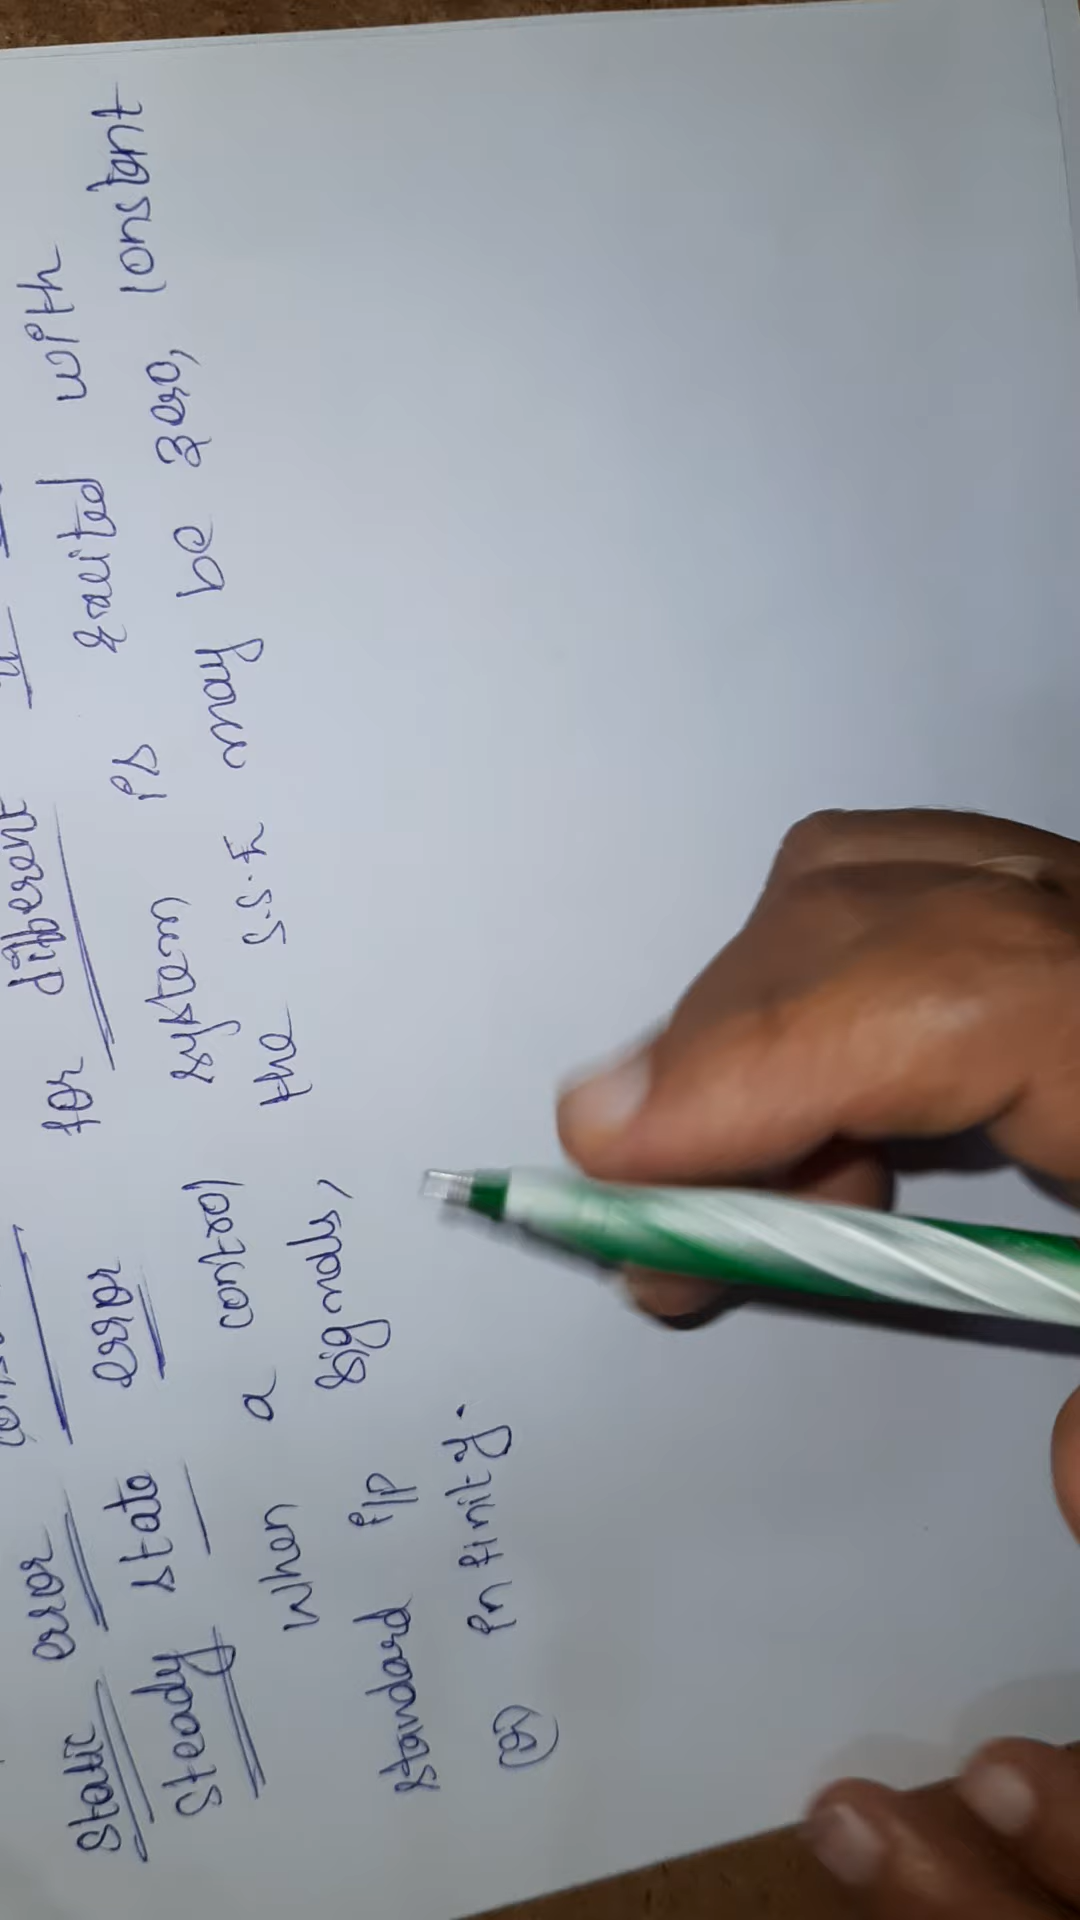 Static error
Steady state error for different
When a control system is Excited with
standard i/p signals, the S.S.E may be zero, constant
(or) infinity.